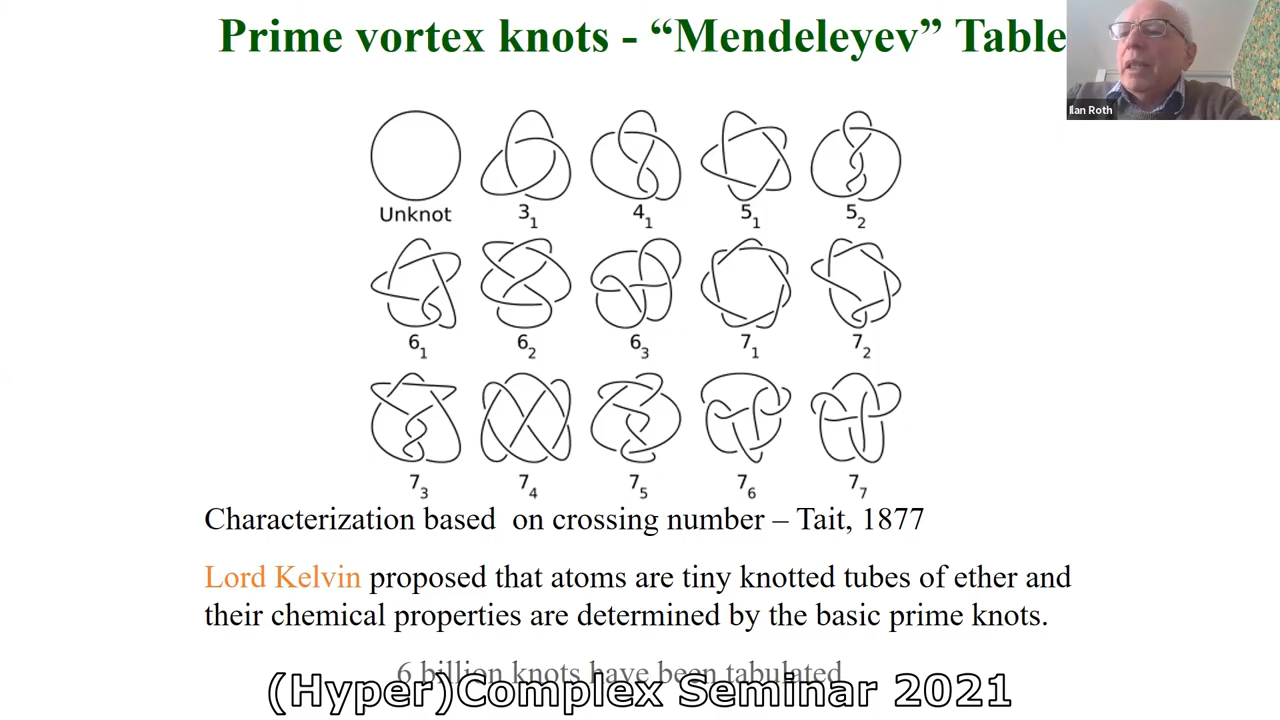 Prime vortex knots - “Mendeleyev” Table
Ilan Roth
Unknot 3₁ 4₁ 5₁ 5₂
6₁ 6₂ 6₃ 7₁ 7₂
7₃ 7₄ 7₅ 7₆ 7₇
Characterization based on crossing number – Tait, 1877
Lord Kelvin proposed that atoms are tiny knotted tubes of ether and
their chemical properties are determined by the basic prime knots.
6 billion knots have been tabulated
(Hyper)Complex Seminar 2021